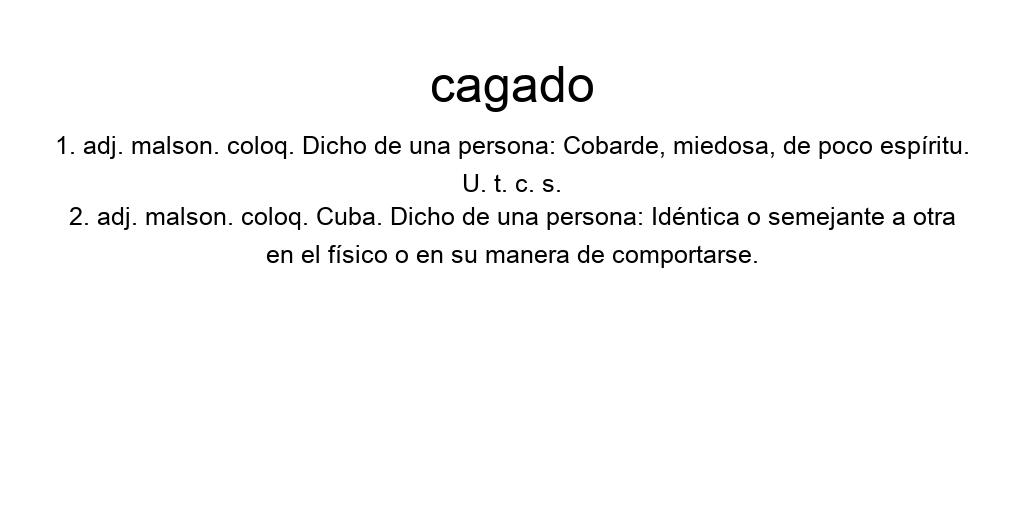 cagado
1. adj. malson. coloq. Dicho de una persona: Cobarde, miedosa, de poco espíritu.
U. t. c. s.
2. adj. malson. coloq. Cuba. Dicho de una persona: Idéntica o semejante a otra
en el físico o en su manera de comportarse.